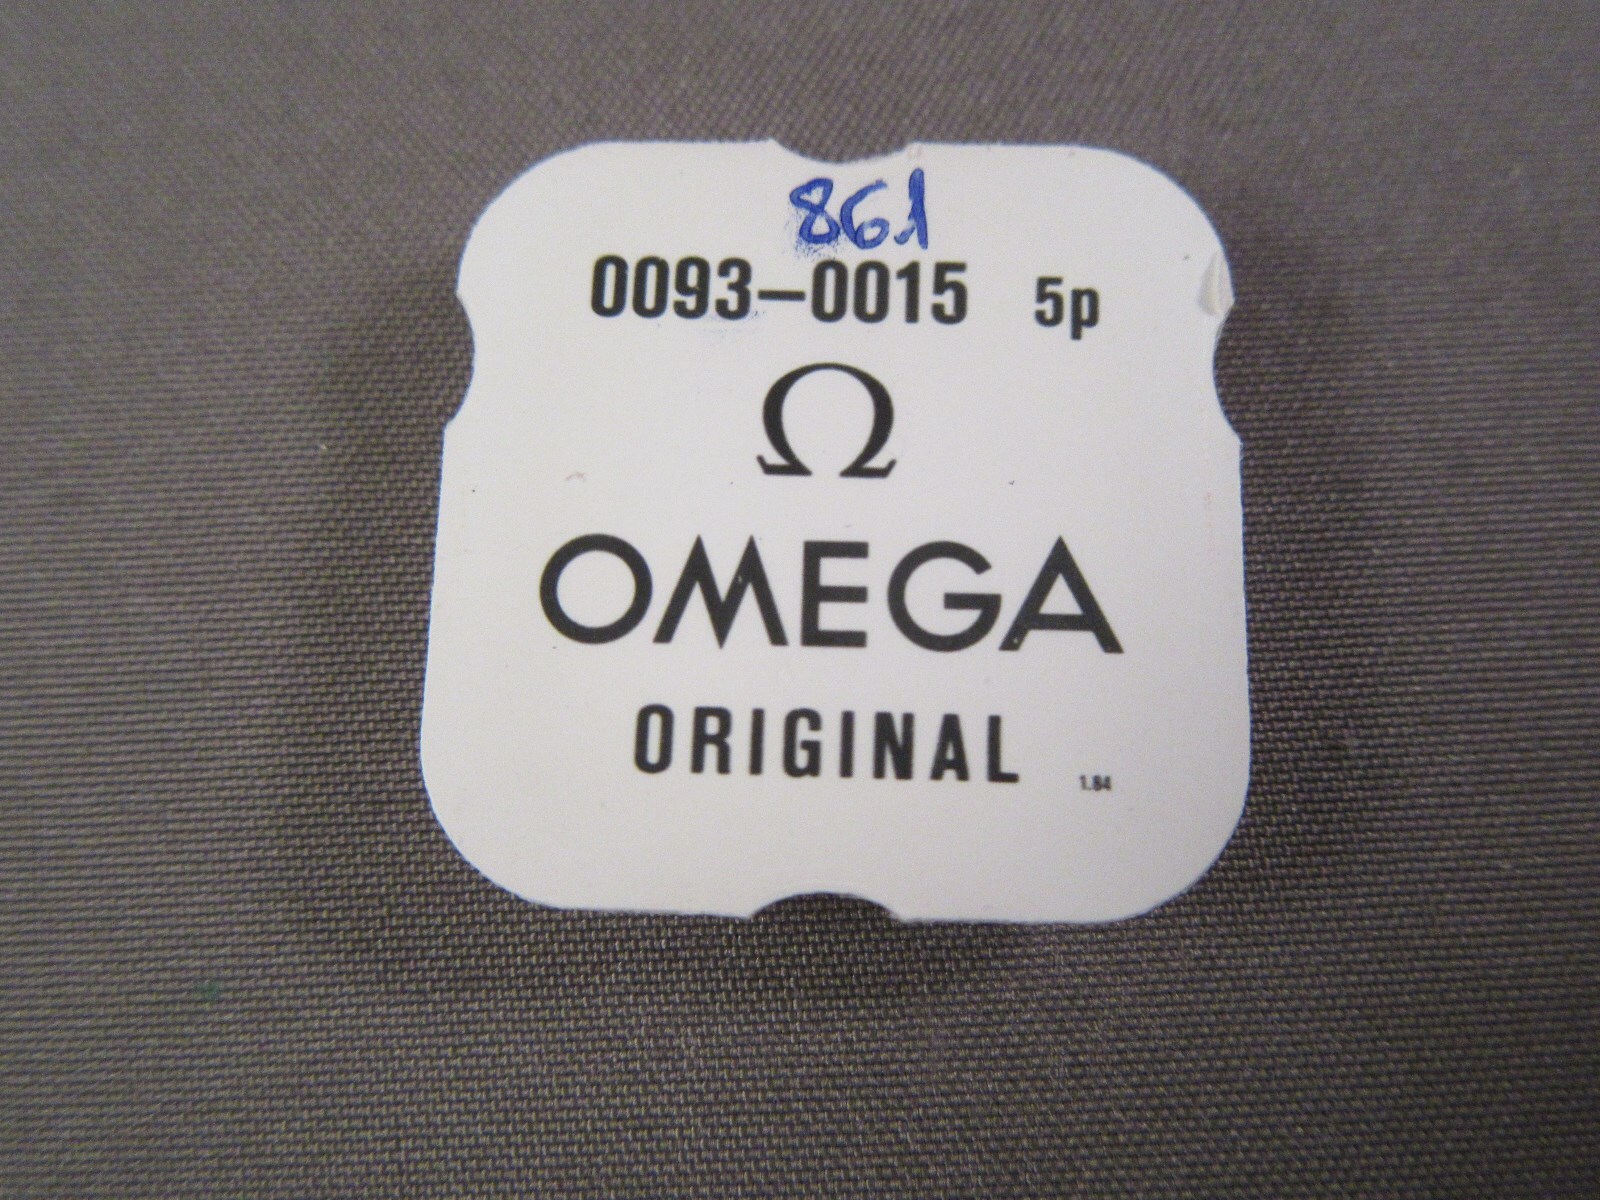 861
0093–0015 5p
Ω
OMEGA
ORIGINAL
1.84